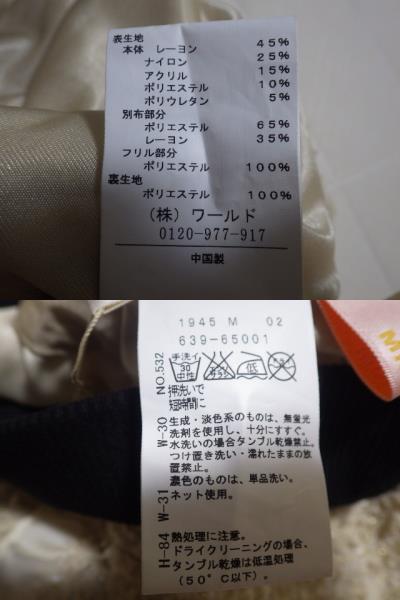 表生地
本体 レーヨン 45%
ナイロン 25%
アクリル 15%
ポリエステル 10%
ポリウレタン 5%
別布部分
ポリエステル 65%
レーヨン 35%
フリル部分
ポリエステル 100%
裏生地
ポリエステル 100%
(株) ワールド
0120-977-917
中国製
1945 M 02
639-65001
NO.532
手洗イ
30
中性
低
押洗いで
短時間に
W-30
生成・淡色系のものは、無蛍光
洗剤を使用し、十分にすすぐ。
水洗いの場合タンブル乾燥禁止。
つけ置き洗い・濡れたままの放
置禁止。
濃色のものは、単品洗い。
ネット使用。
W-31
H-84
熱処理に注意。
ドライクリーニングの場合、
タンブル乾燥は低温処理
(50°C以下)。